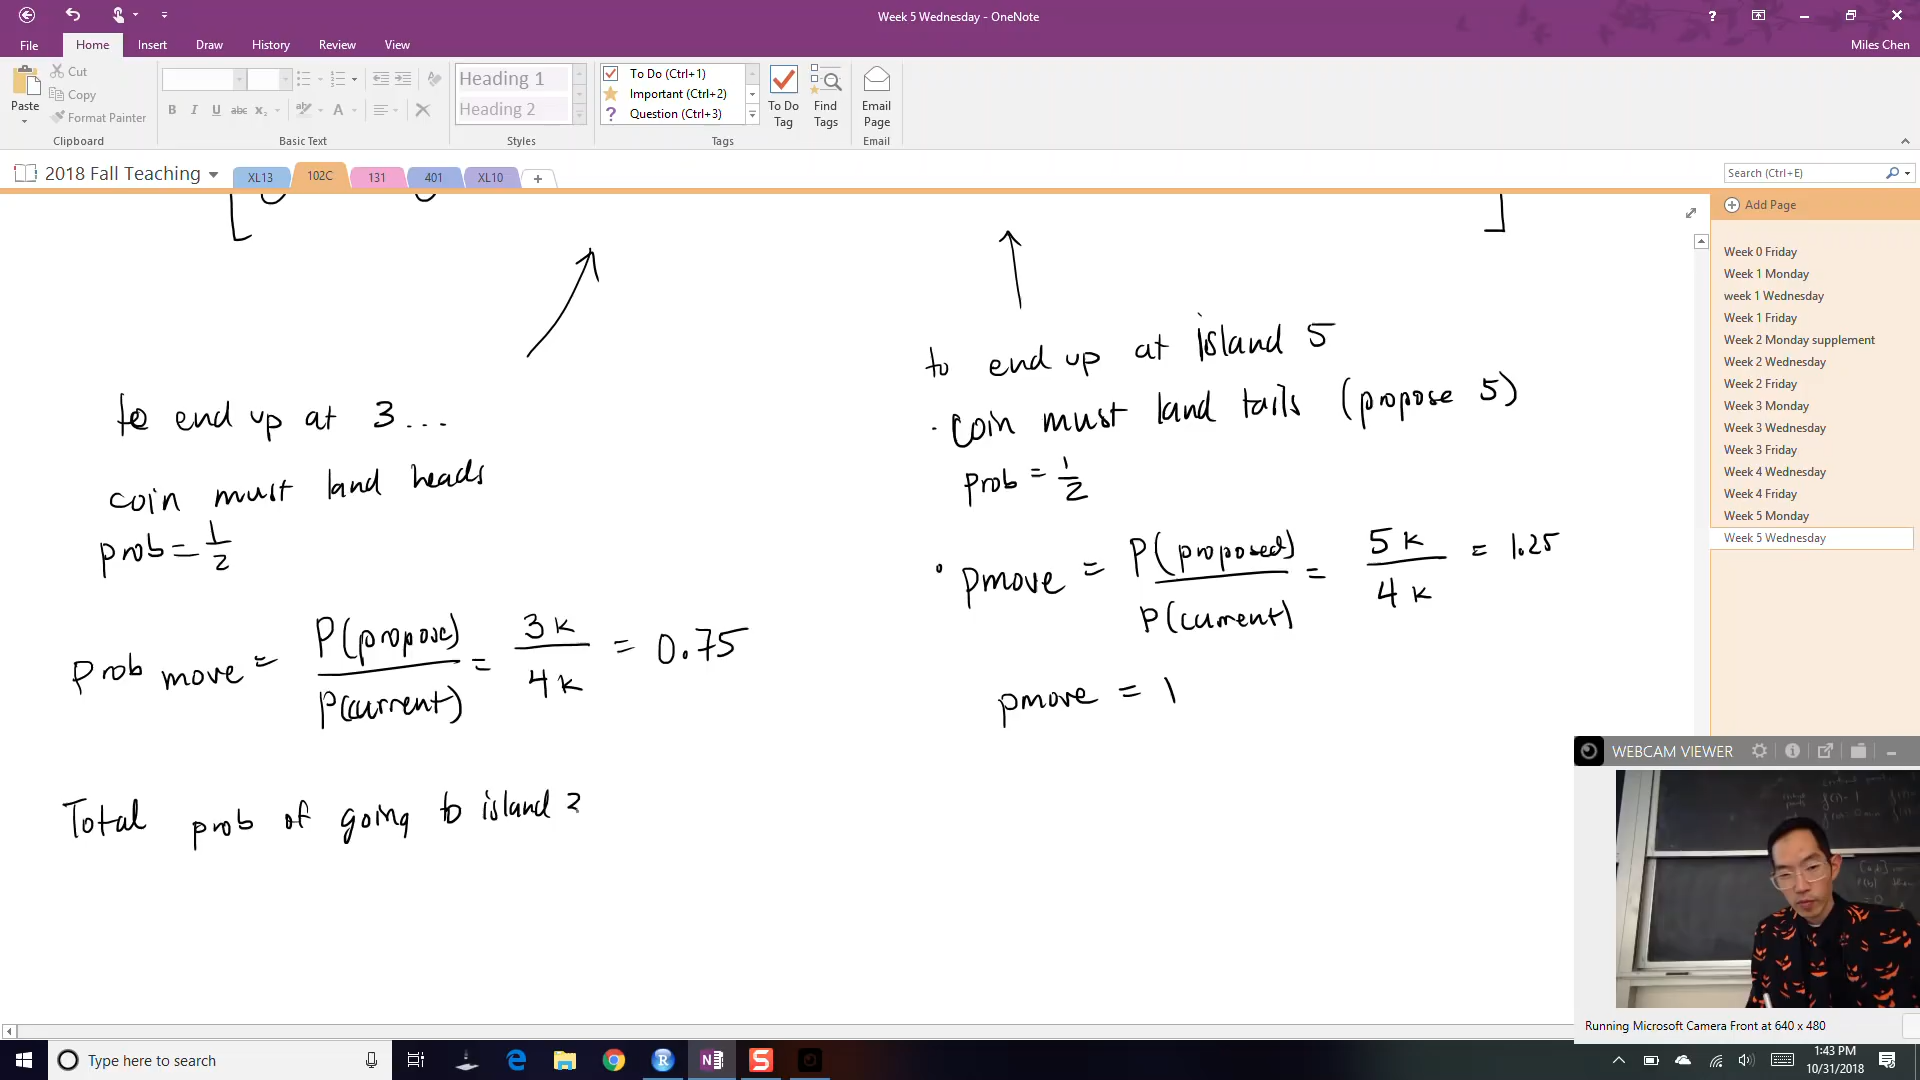 Week 5 Wednesday - OneNote
File
Home
Insert
Draw
History
Review
View
Miles Chen
Paste
Cut
Copy
Format Painter
Clipboard
Basic Text
Heading 1
Heading 2
Styles
To Do (Ctrl+1)
Important (Ctrl+2)
Question (Ctrl+3)
To Do
Tag
Find
Tags
Tags
Email
Page
Email
2018 Fall Teaching
XL13
102C
131
401
XL10
Search (Ctrl+E)
Add Page
Week 0 Friday
Week 1 Monday
week 1 Wednesday
Week 1 Friday
Week 2 Monday supplement
Week 2 Wednesday
Week 2 Friday
Week 3 Monday
Week 3 Wednesday
Week 3 Friday
Week 4 Wednesday
Week 4 Friday
Week 5 Monday
Week 5 Wednesday
to end up at 3...
coin must land heads
prob = 1/2
Prob move = P(propose)/P(current) = 3k/4k = 0.75
Total prob of going to island 3
to end up at island 5
• coin must land tails (propose 5)
prob = 1/2
• pmove = P(proposed)/P(current) = 5k/4k = 1.25
pmove = 1
WEBCAM VIEWER
Running Microsoft Camera Front at 640 x 480
Type here to search
1:43 PM
10/31/2018